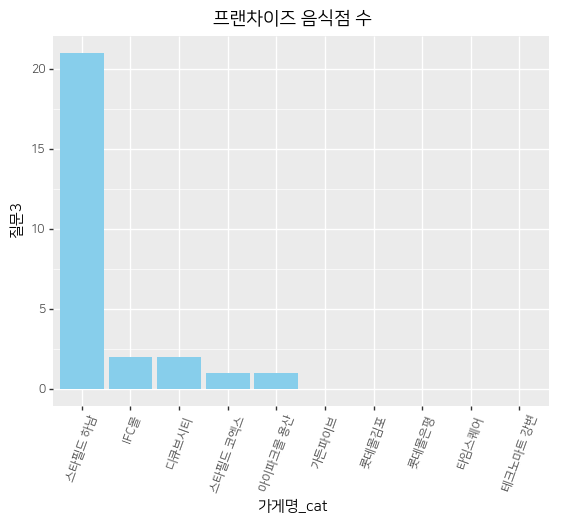 프랜차이즈 음식점 수
질문3
20
15
10
5
0
스타필드 하남
IFC몰
디큐브시티
스타필드 코엑스
아이파크몰 용산
가든파이브
롯데몰김포
롯데몰은평
타임스퀘어
테크노마트 강변
가게명_cat